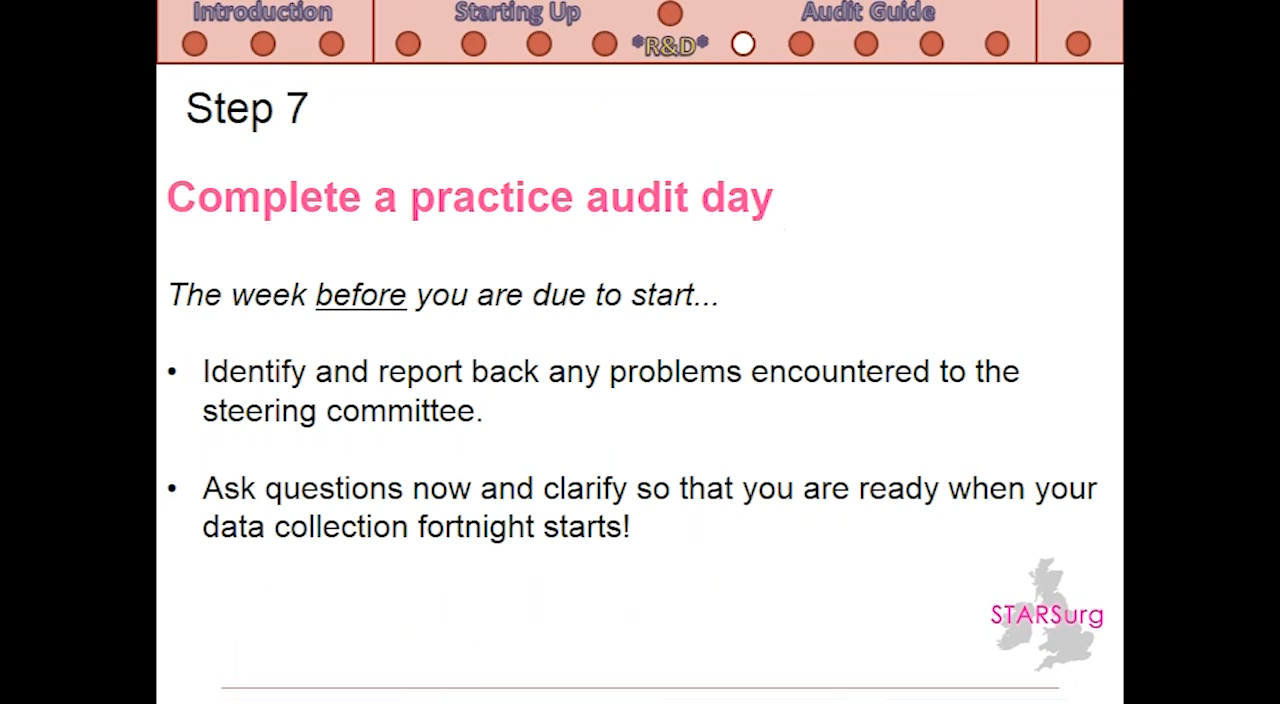 Introduction
Starting Up
Audit Guide
*R&D*
Step 7
Complete a practice audit day
The week before you are due to start...
• Identify and report back any problems encountered to the
steering committee.
• Ask questions now and clarify so that you are ready when your
data collection fortnight starts!
STARSurg